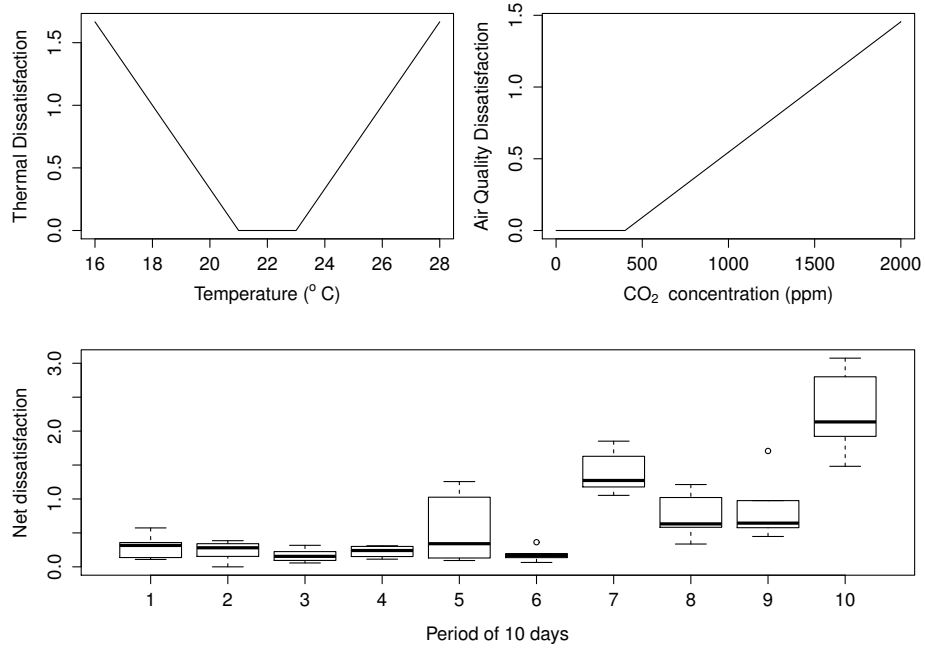 Thermal Dissatisfaction
0.0 0.5 1.0 1.5
16 18 20 22 24 26 28
Temperature (° C)
Air Quality Dissatisfaction
0.0 0.5 1.0 1.5
0 500 1000 1500 2000
CO₂ concentration (ppm)
Net dissatisfaction
0.0 1.0 2.0 3.0
1 2 3 4 5 6 7 8 9 10
Period of 10 days